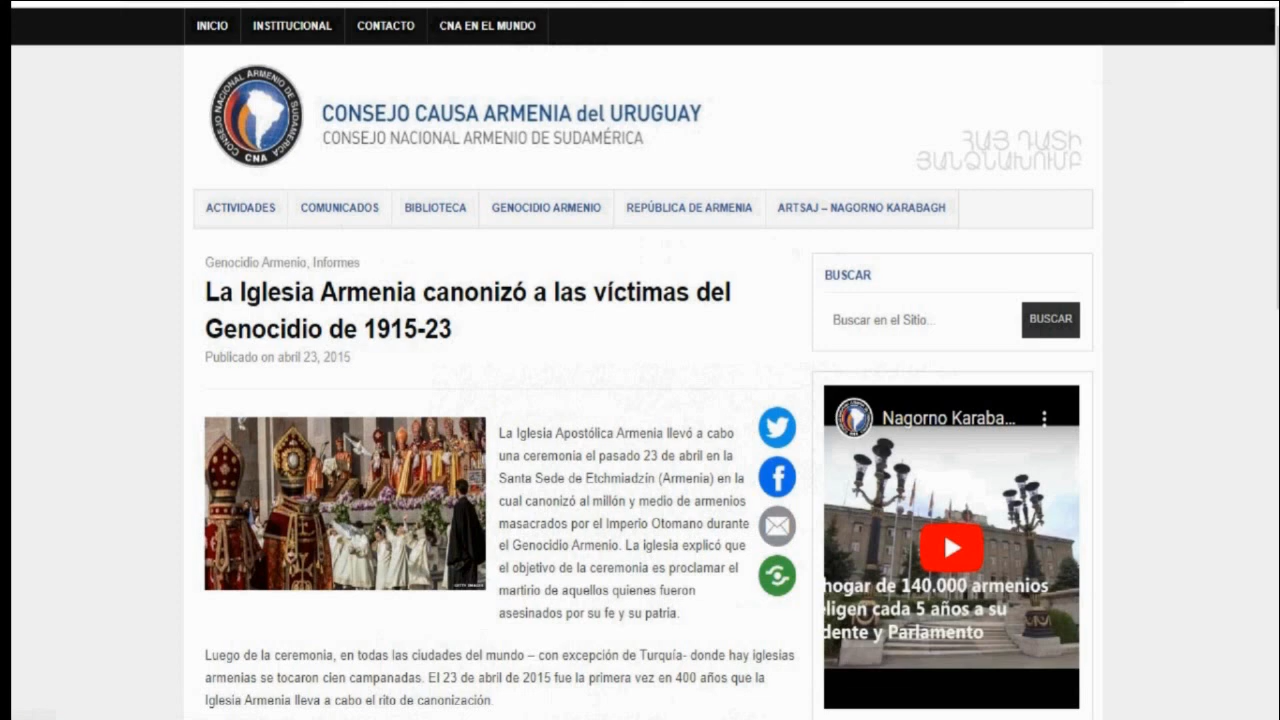 INICIO
INSTITUCIONAL
CONTACTO
CNA EN EL MUNDO
CONSEJO NACIONAL ARMENIO DE SUDAMÉRICA
CNA
CONSEJO CAUSA ARMENIA del URUGUAY
CONSEJO NACIONAL ARMENIO DE SUDAMÉRICA
ՀԱՅ ԴԱՏԻ
ՅԱՆՁՆԱԽՈՒՄԲ
ACTIVIDADES
COMUNICADOS
BIBLIOTECA
GENOCIDIO ARMENIO
REPÚBLICA DE ARMENIA
ARTSAJ – NAGORNO KARABAGH
Genocidio Armenio, Informes
La Iglesia Armenia canonizó a las víctimas del
Genocidio de 1915-23
Publicado on abril 23, 2015
La Iglesia Apostólica Armenia llevó a cabo
una ceremonia el pasado 23 de abril en la
Santa Sede de Etchmiadzín (Armenia) en la
cual canonizó al millón y medio de armenios
masacrados por el Imperio Otomano durante
el Genocidio Armenio. La iglesia explicó que
el objetivo de la ceremonia es proclamar el
martirio de aquellos quienes fueron
asesinados por su fe y su patria.
Luego de la ceremonia, en todas las ciudades del mundo – con excepción de Turquía- donde hay iglesias
armenias se tocaron cien campanadas. El 23 de abril de 2015 fue la primera vez en 400 años que la
Iglesia Armenia lleva a cabo el rito de canonización.
BUSCAR
Buscar en el Sitio...
BUSCAR
Nagorno Karaba...
hogar de 140.000 armenios
eligen cada 5 años a su
dente y Parlamento